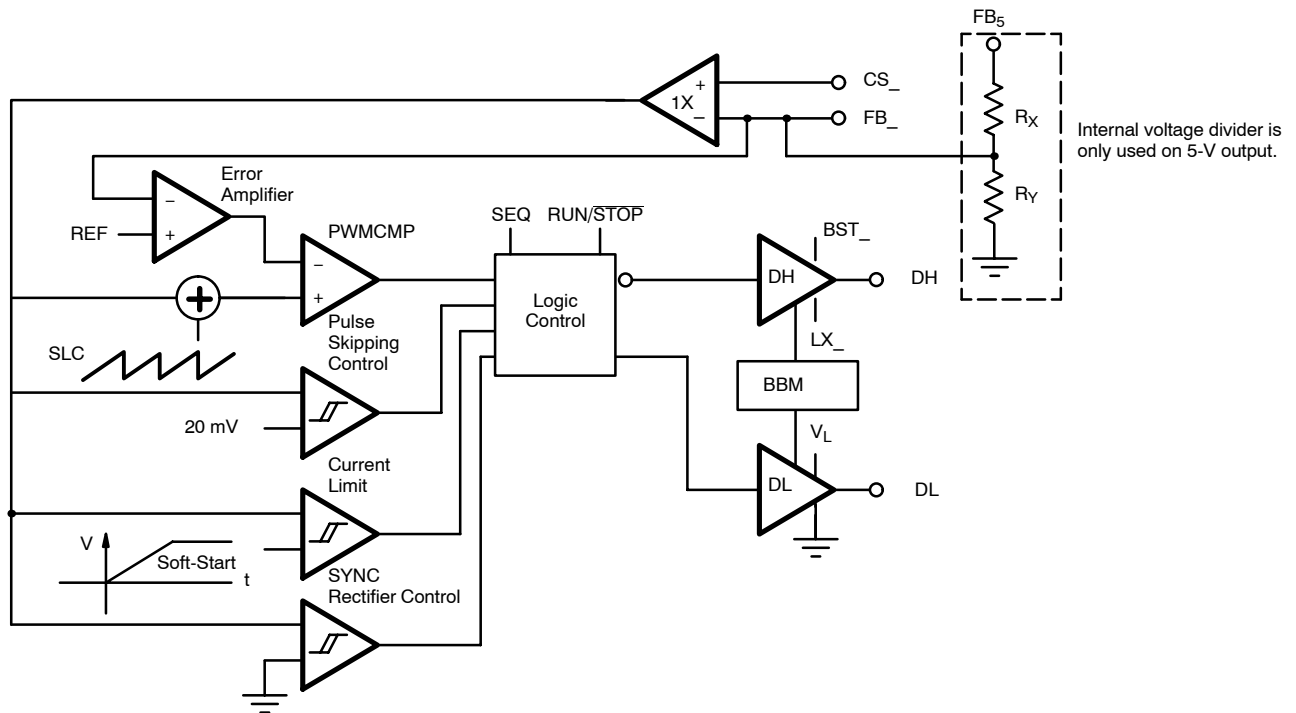 FB5
CS_
1X
+
−
FB_
RX
Internal voltage divider is
only used on 5-V output.
RY
Error
Amplifier
−
REF
+
SEQ
RUN/STOP
PWMCMP
−
+
BST_
DH
DH
Logic
Control
LX_
+
Pulse
Skipping
Control
SLC
BBM
20 mV
VL
Current
Limit
DL
DL
V
Soft-Start
t
SYNC
Rectifier Control